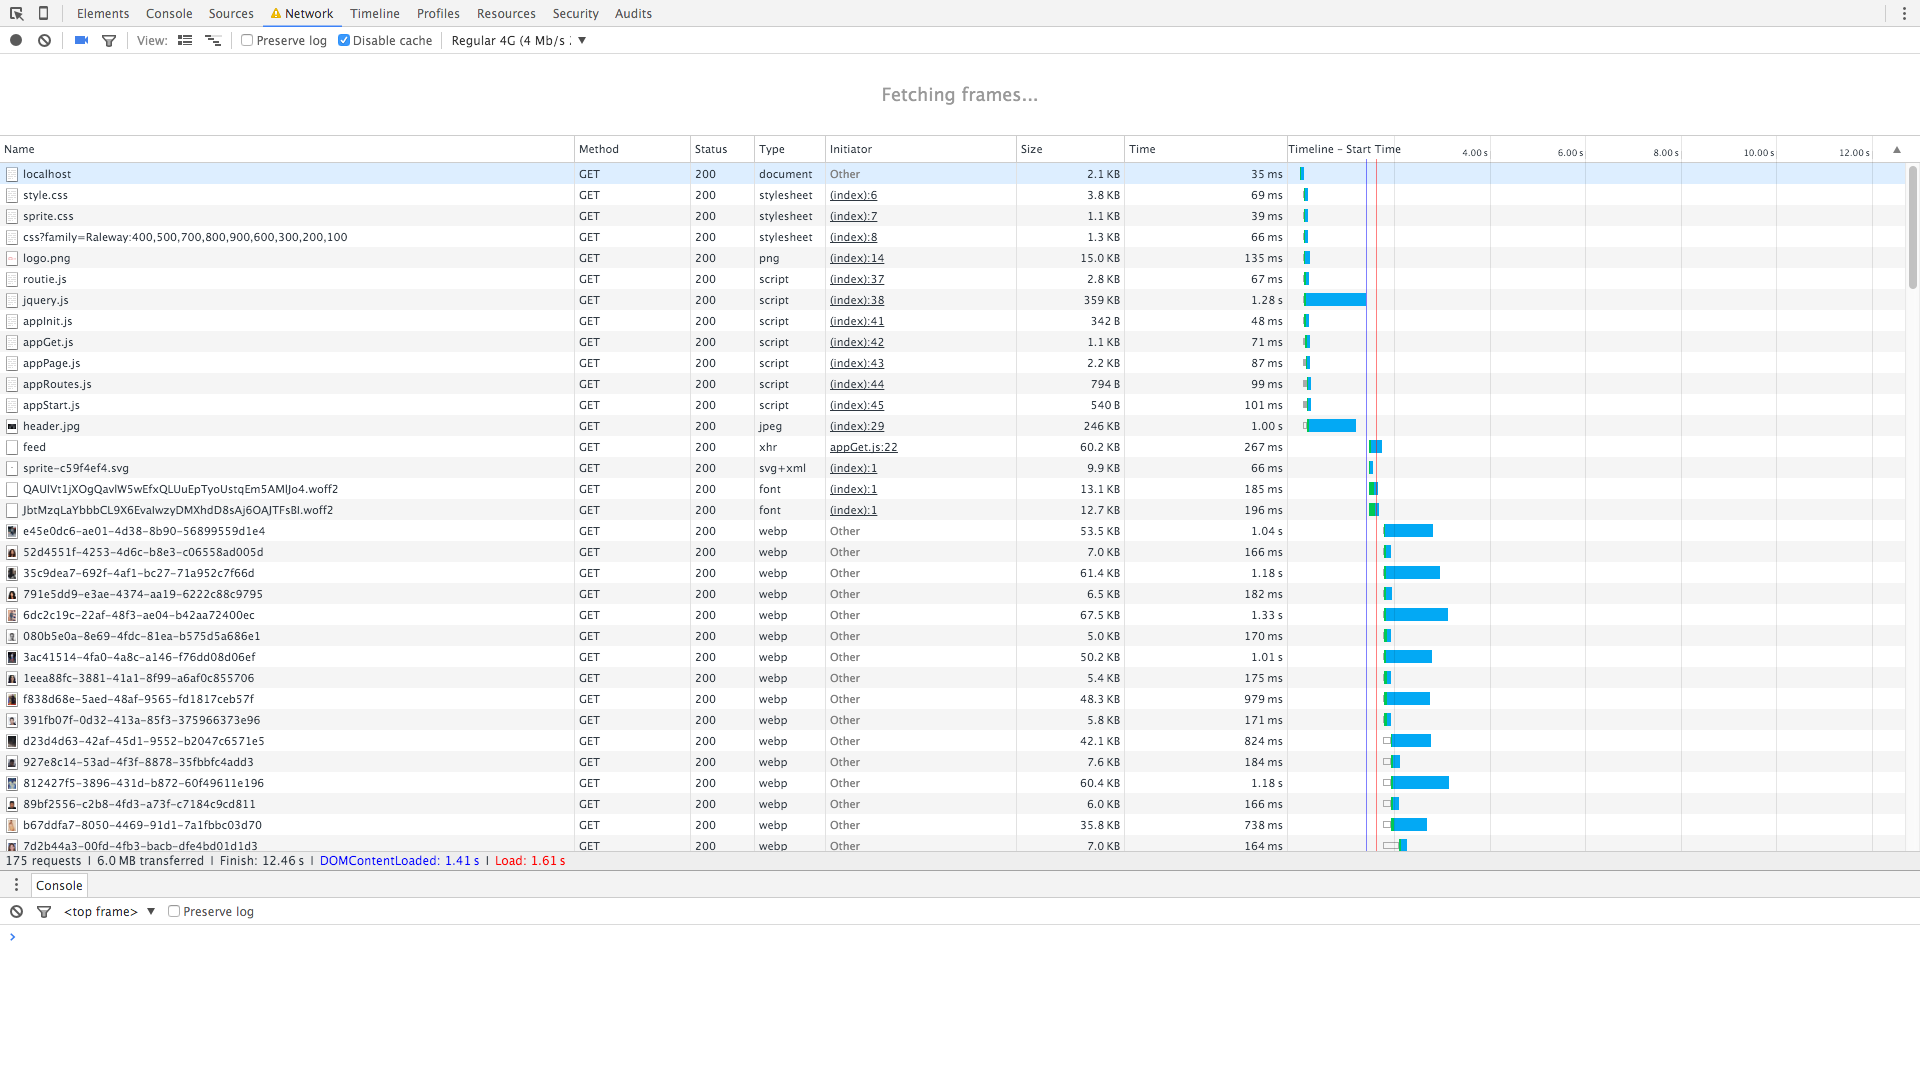 Elements Console Sources Network Timeline Profiles Resources Security Audits
View: Preserve log Disable cache Regular 4G (4 Mb/s
Fetching frames...
Name Method Status Type Initiator Size Time Timeline – Start Time 4.00 s 6.00 s 8.00 s 10.00 s 12.00 s
localhost GET 200 document Other 2.1 KB 35 ms
style.css GET 200 stylesheet (index):6 3.8 KB 69 ms
sprite.css GET 200 stylesheet (index):7 1.1 KB 39 ms
css?family=Raleway:400,500,700,800,900,600,300,200,100 GET 200 stylesheet (index):8 1.3 KB 66 ms
logo.png GET 200 png (index):14 15.0 KB 135 ms
routie.js GET 200 script (index):37 2.8 KB 67 ms
jquery.js GET 200 script (index):38 359 KB 1.28 s
appInit.js GET 200 script (index):41 342 B 48 ms
appGet.js GET 200 script (index):42 1.1 KB 71 ms
appPage.js GET 200 script (index):43 2.2 KB 87 ms
appRoutes.js GET 200 script (index):44 794 B 99 ms
appStart.js GET 200 script (index):45 540 B 101 ms
header.jpg GET 200 jpeg (index):29 246 KB 1.00 s
feed GET 200 xhr appGet.js:22 60.2 KB 267 ms
sprite-c59f4ef4.svg GET 200 svg+xml (index):1 9.9 KB 66 ms
QAUlVt1jXOgQavlW5wEfxQLUuEpTyoUstqEm5AMlJo4.woff2 GET 200 font (index):1 13.1 KB 185 ms
JbtMzqLaYbbbCL9X6EvaIwzyDMXhdD8sAj6OAJTFsBI.woff2 GET 200 font (index):1 12.7 KB 196 ms
e45e0dc6-ae01-4d38-8b90-56899559d1e4 GET 200 webp Other 53.5 KB 1.04 s
52d4551f-4253-4d6c-b8e3-c06558ad005d GET 200 webp Other 7.0 KB 166 ms
35c9dea7-692f-4af1-bc27-71a952c7f66d GET 200 webp Other 61.4 KB 1.18 s
791e5dd9-e3ae-4374-aa19-6222c88c9795 GET 200 webp Other 6.5 KB 182 ms
6dc2c19c-22af-48f3-ae04-b42aa72400ec GET 200 webp Other 67.5 KB 1.33 s
080b5e0a-8e69-4fdc-81ea-b575d5a686e1 GET 200 webp Other 5.0 KB 170 ms
3ac41514-4fa0-4a8c-a146-f76dd08d06ef GET 200 webp Other 50.2 KB 1.01 s
1eea88fc-3881-41a1-8f99-a6af0c855706 GET 200 webp Other 5.4 KB 175 ms
f838d68e-5aed-48af-9565-fd1817ceb57f GET 200 webp Other 48.3 KB 979 ms
391fb07f-0d32-413a-85f3-375966373e96 GET 200 webp Other 5.8 KB 171 ms
d23d4d63-42af-45d1-9552-b2047c6571e5 GET 200 webp Other 42.1 KB 824 ms
927e8c14-53ad-4f3f-8878-35fbbfc4add3 GET 200 webp Other 7.6 KB 184 ms
812427f5-3896-431d-b872-60f49611e196 GET 200 webp Other 60.4 KB 1.18 s
89bf2556-c2b8-4fd3-a73f-c7184c9cd811 GET 200 webp Other 6.0 KB 166 ms
b67ddfa7-8050-4469-91d1-7a1fbbc03d70 GET 200 webp Other 35.8 KB 738 ms
7d2b44a3-00fd-4fb3-bacb-dfe4bd01d1d3 GET 200 webp Other 7.0 KB 164 ms
175 requests | 6.0 MB transferred | Finish: 12.46 s | DOMContentLoaded: 1.41 s | Load: 1.61 s
Console
<top frame> Preserve log